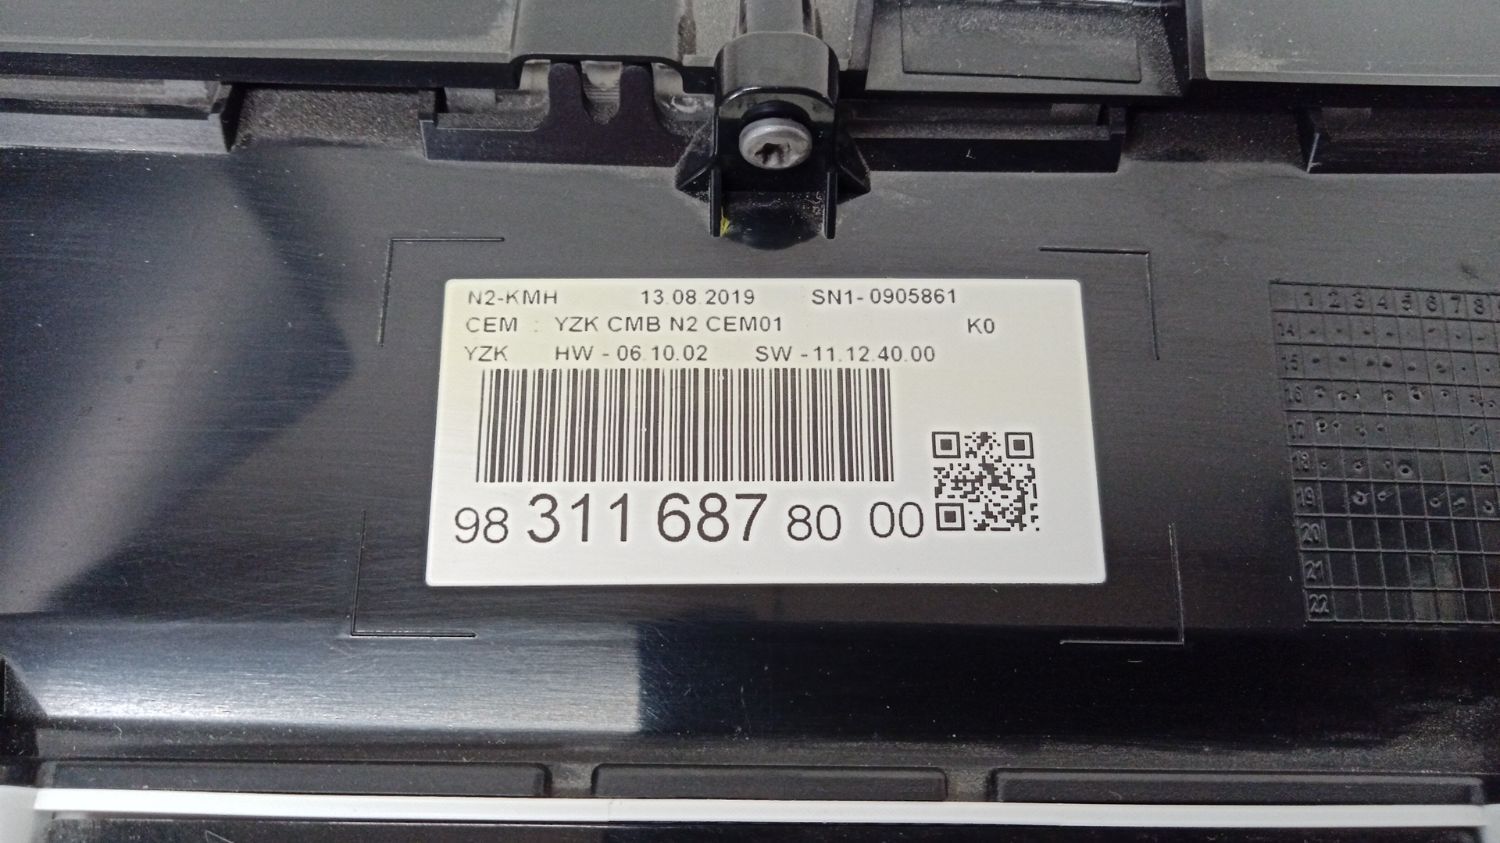 N2-KMH 13.08.2019 SN1- 0905861
CEM : YZK CMB N2 CEM01 K0
YZK HW - 06.10.02 SW - 11.12.40.00
98 311 687 80 00
1 2 3 4 5 6 7 8
14
15
16
17
18
19
20
21
22